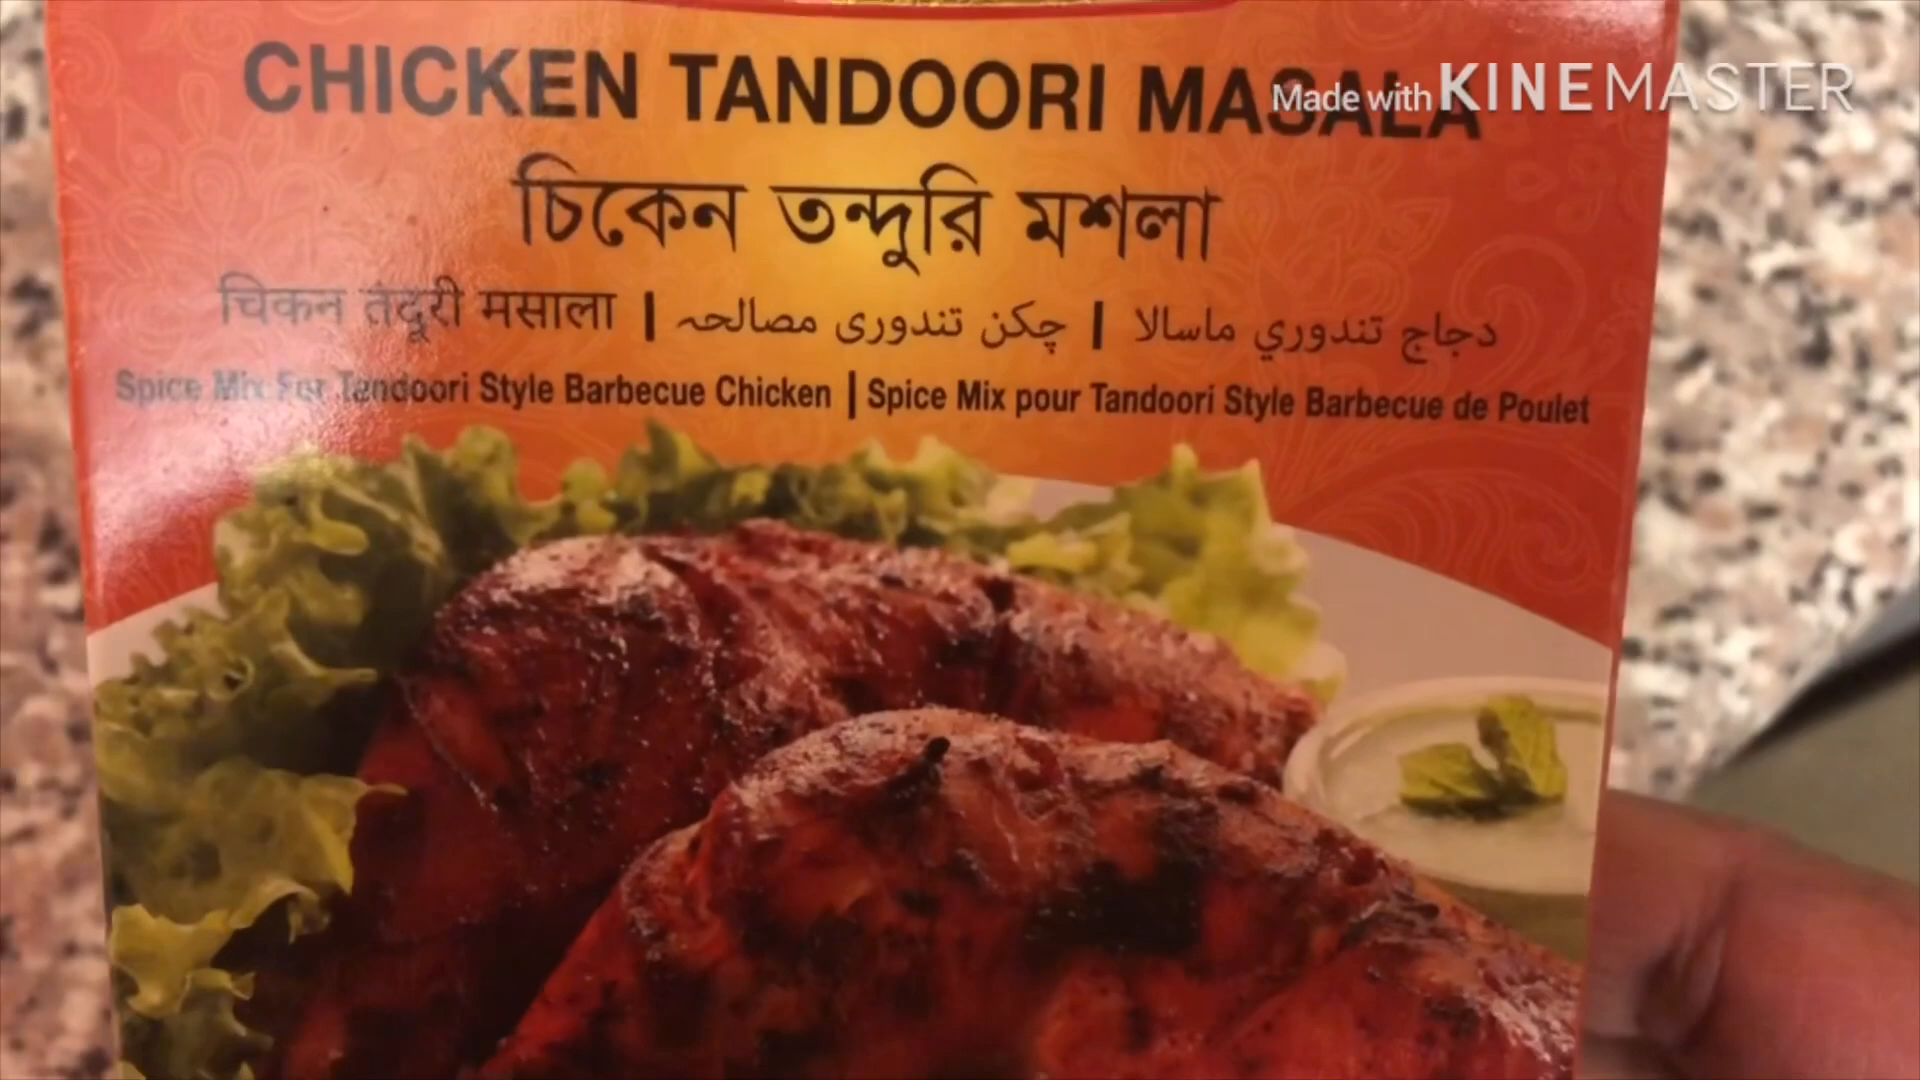 CHICKEN TANDOORI MASALA
Made with KINEMASTER
চিকেন তন্দুরি মশলা
चिकन तंदूरी मसाला | چکن تندوری مصالحہ | دجاج تندوري ماسالا
Spice Mix For Tandoori Style Barbecue Chicken | Spice Mix pour Tandoori Style Barbecue de Poulet